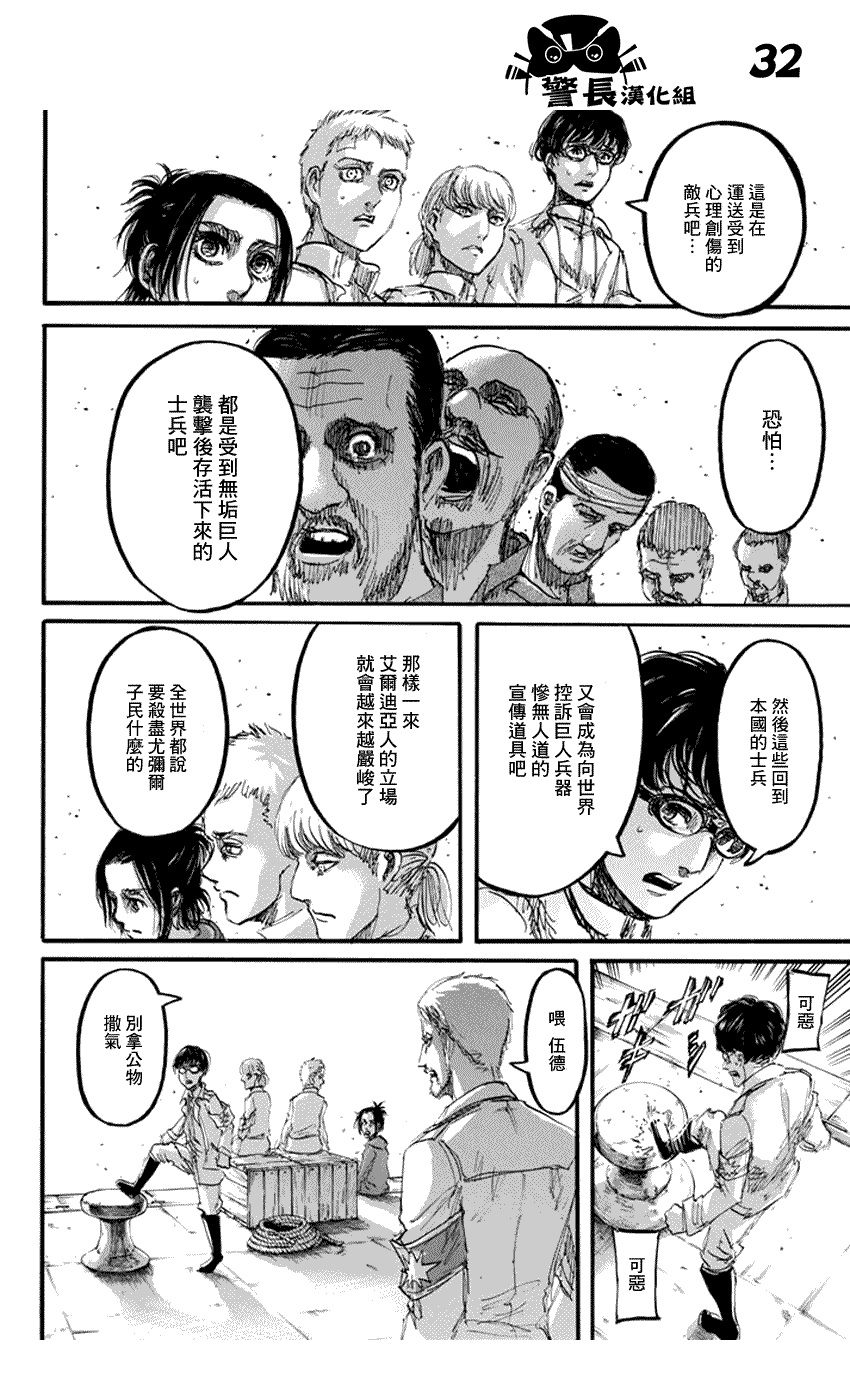 警長漢化組
32
這是在
運送受到
心理創傷的
敵兵吧…
恐怕…
都是受到無垢巨人
襲擊後存活下來的
士兵吧
然後這些回到
本國的士兵
又會成為向世界
控訴巨人兵器
慘無人道的
宣傳道具吧
那樣一來
艾爾迪亞人的立場
就會越來越嚴峻了
全世界都說
要殺盡尤彌爾
子民什麼的
可惡
ガッ
ガッ
可惡
喂 伍德
別拿公物
撒氣